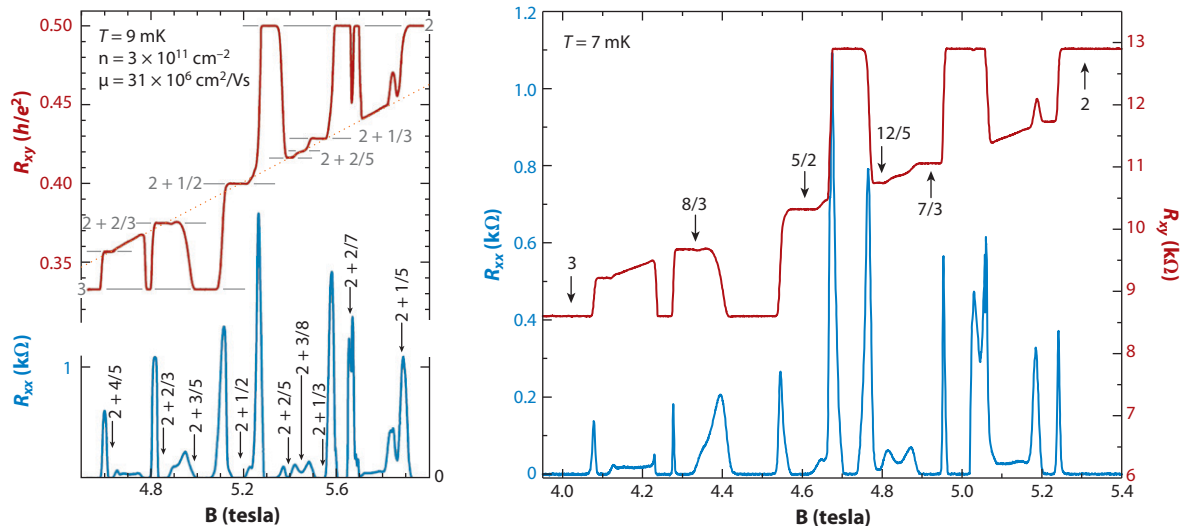 T = 9 mK
n = 3 × 10¹¹ cm⁻²
μ = 31 × 10⁶ cm²/Vs
0.50
0.45
0.40
0.35
Rxy (h/e²)
2
2 + 1/3
2 + 2/5
2 + 1/2
2 + 2/3
3
Rxx (kΩ)
1
0
2 + 4/5
2 + 2/3
2 + 3/5
2 + 1/2
2 + 2/5
2 + 3/8
2 + 1/3
2 + 2/7
2 + 1/5
4.8
5.2
5.6
B (tesla)
T = 7 mK
1.2
1.0
0.8
0.6
0.4
0.2
0
Rxx (kΩ)
3
8/3
5/2
12/5
7/3
2
13
12
11
10
9
8
7
6
Rxy (kΩ)
4.0
4.2
4.4
4.6
4.8
5.0
5.2
5.4
B (tesla)